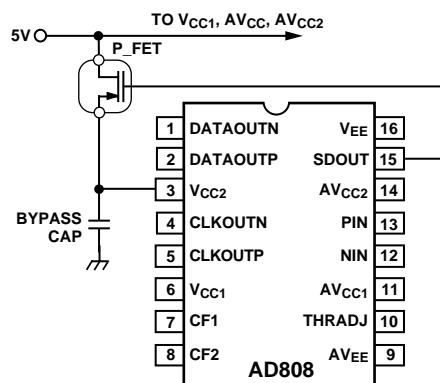 TO VCC1, AVCC, AVCC2
5V
P_FET
1 DATAOUTN
2 DATAOUTP
3 VCC2
4 CLKOUTN
5 CLKOUTP
6 VCC1
7 CF1
8 CF2
VEE 16
SDOUT 15
AVCC2 14
PIN 13
NIN 12
AVCC1 11
THRADJ 10
AVEE 9
BYPASS
CAP
AD808